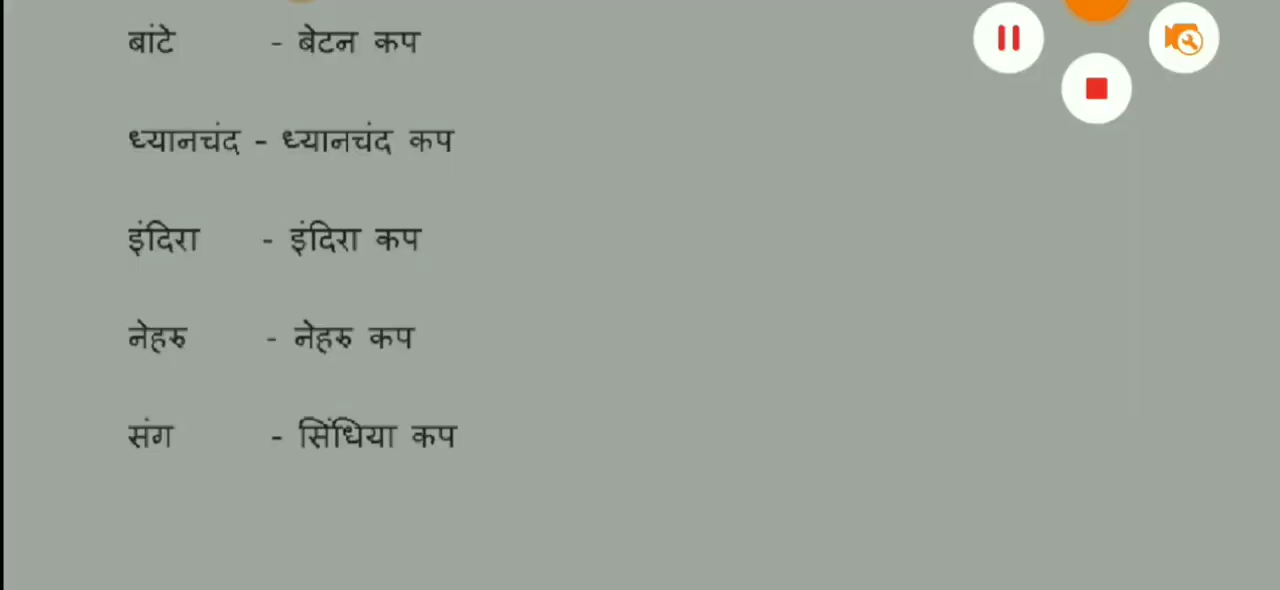 बांटे - बेटन कप
ध्यानचंद - ध्यानचंद कप
इंदिरा - इंदिरा कप
नेहरु - नेहरु कप
संग - सिंधिया कप